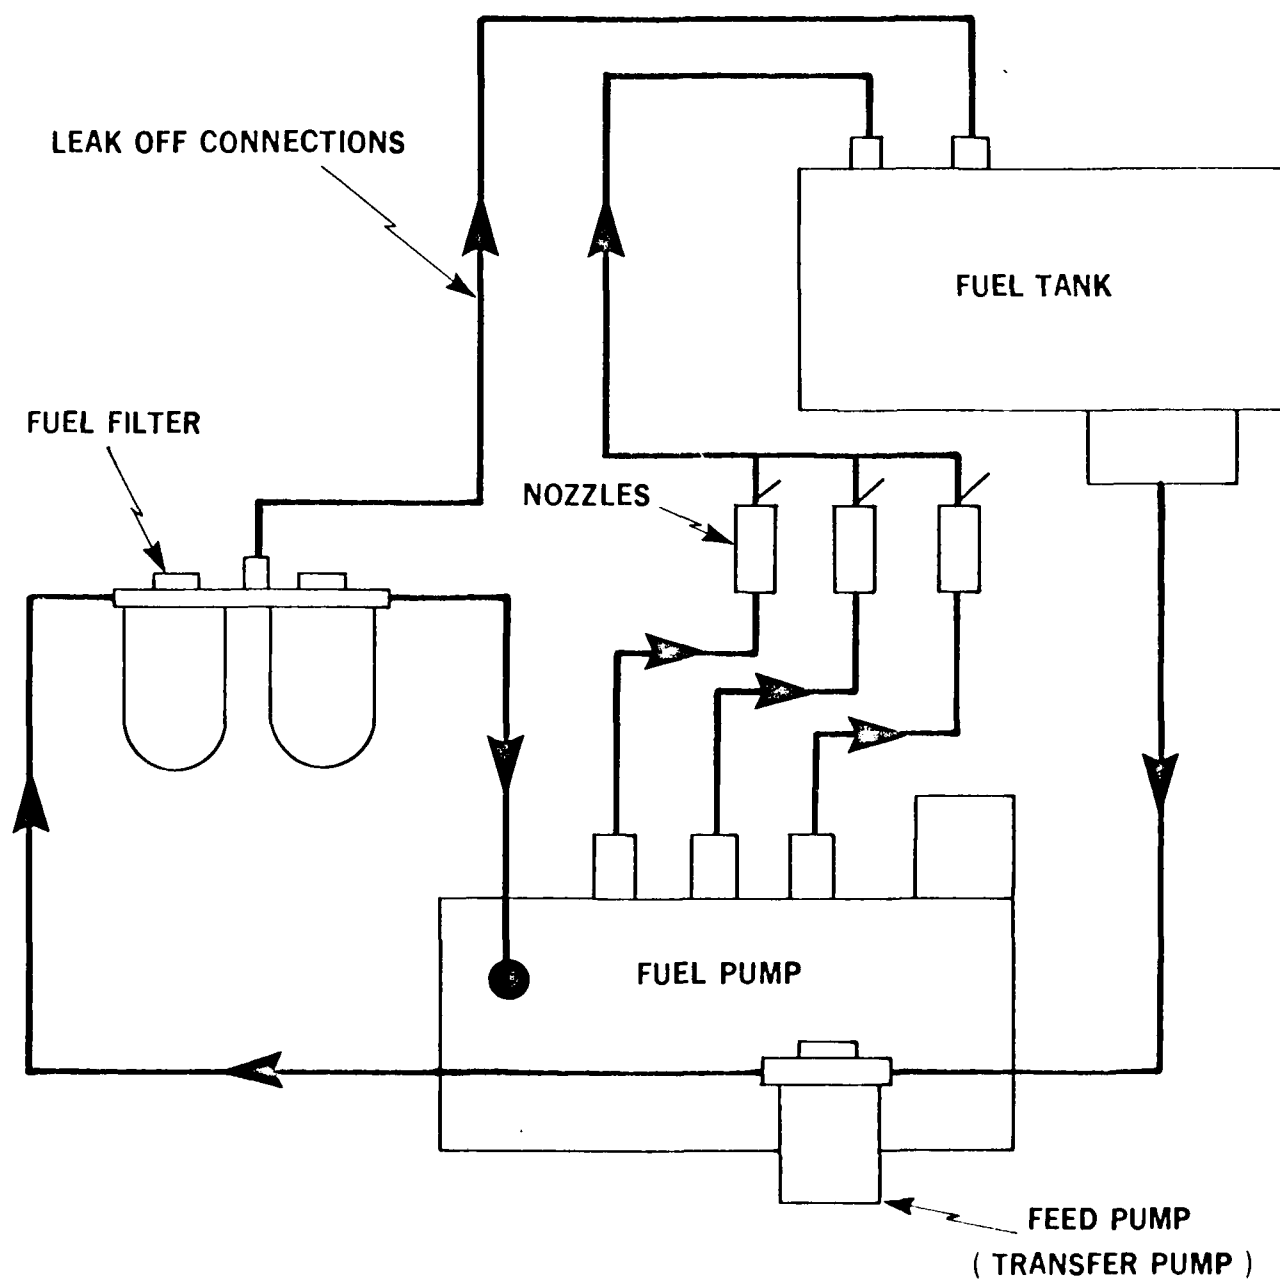 LEAK OFF CONNECTIONS
FUEL TANK
FUEL FILTER
NOZZLES
FUEL PUMP
FEED PUMP
( TRANSFER PUMP )